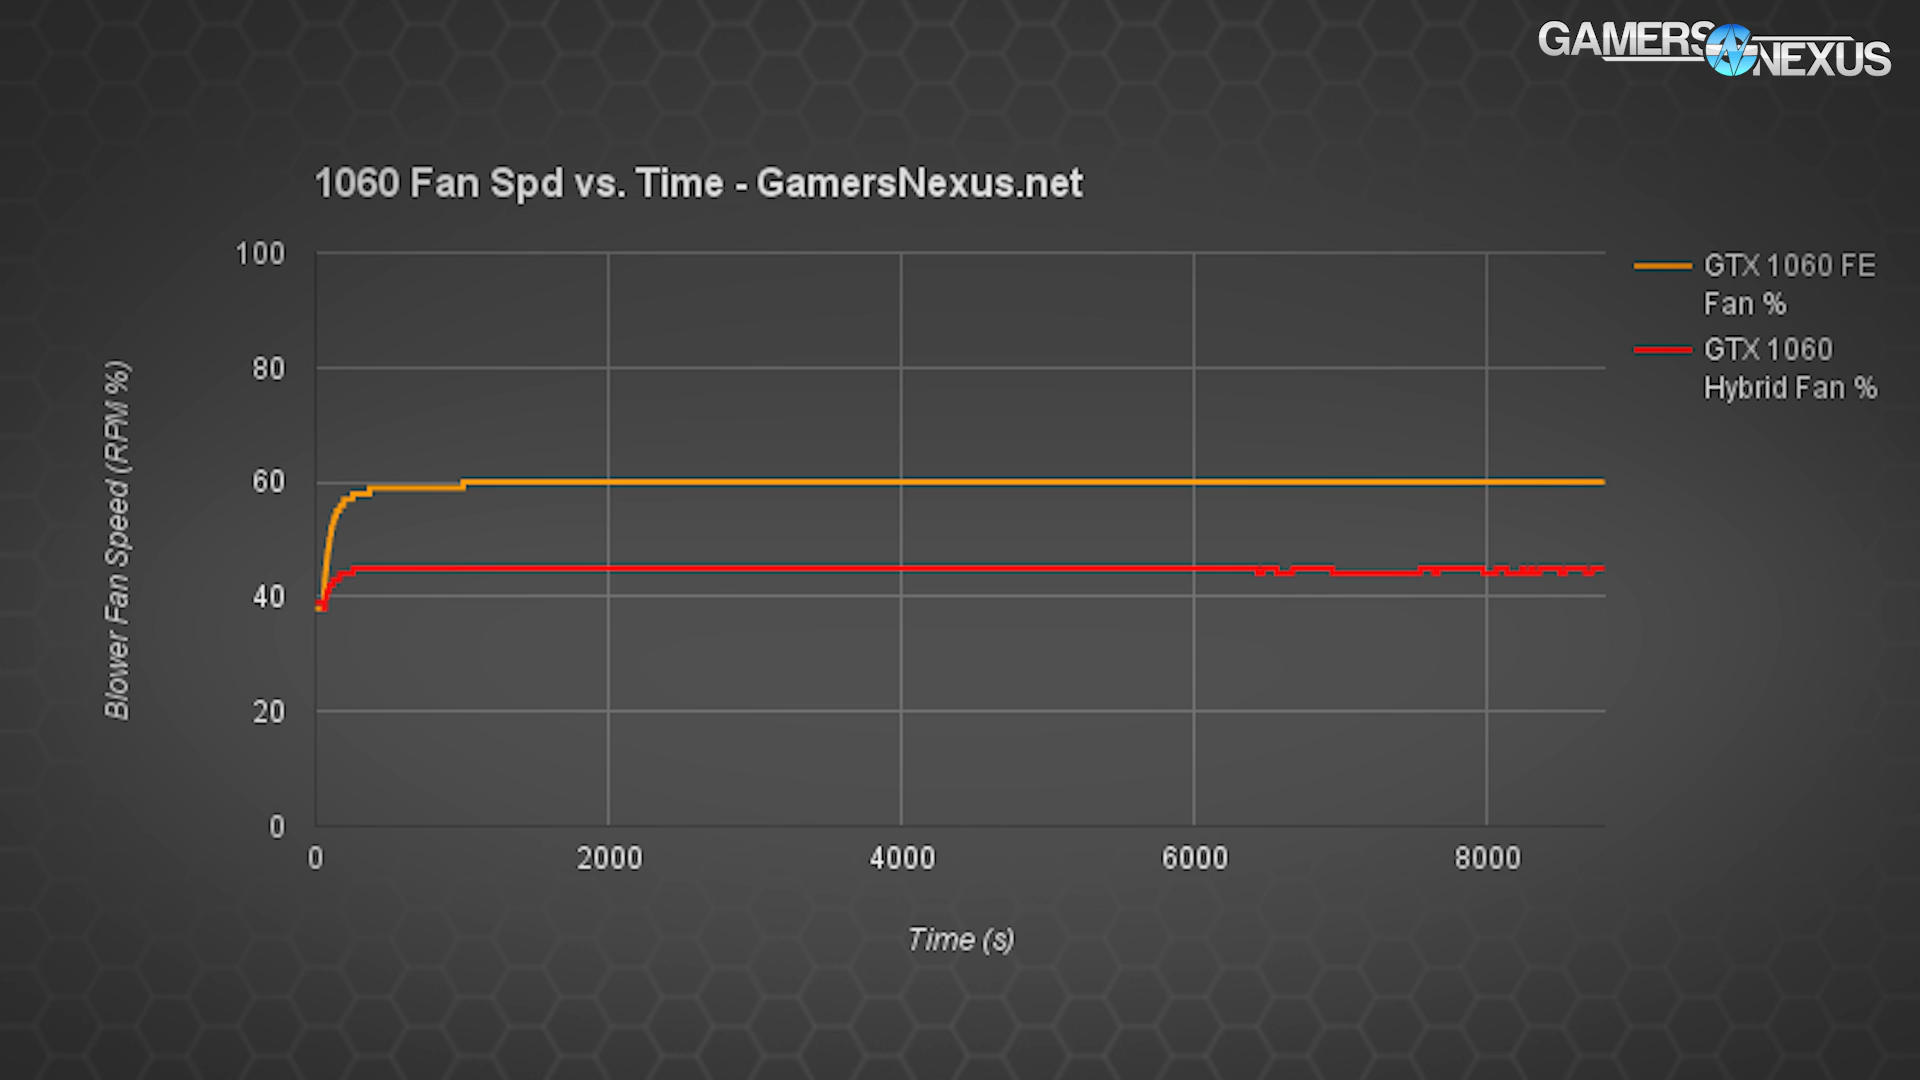 GAMERS NEXUS
1060 Fan Spd vs. Time - GamersNexus.net
100
80
60
40
20
0
Blower Fan Speed (RPM %)
0 2000 4000 6000 8000
Time (s)
GTX 1060 FE
Fan %
GTX 1060
Hybrid Fan %